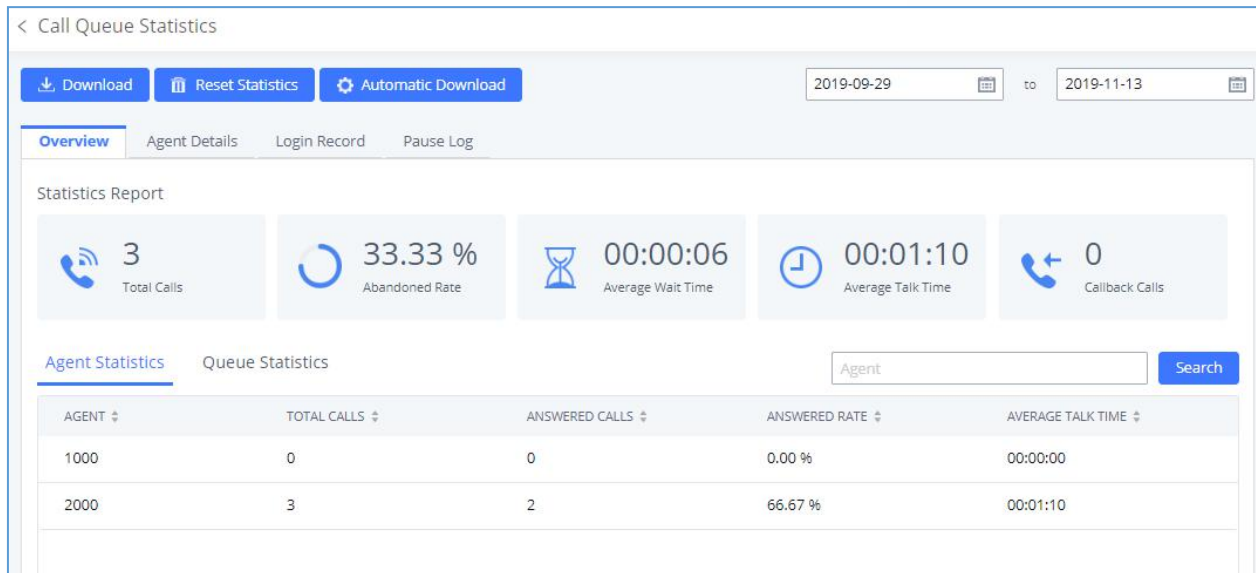 Call Queue Statistics
Download Reset Statistics Automatic Download 2019-09-29 to 2019-11-13
Overview Agent Details Login Record Pause Log
Statistics Report
3 33.33 % 00:00:06 00:01:10 0
Total Calls Abandoned Rate Average Wait Time Average Talk Time Callback Calls
Agent Statistics Queue Statistics Agent Search
AGENT TOTAL CALLS ANSWERED CALLS ANSWERED RATE AVERAGE TALK TIME
1000 0 0 0.00 % 00:00:00
2000 3 2 66.67 % 00:01:10